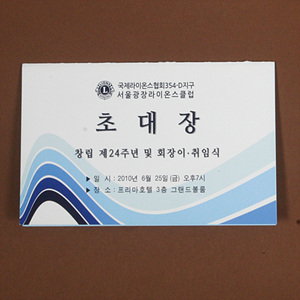 국제라이온스협회354-D지구
서울광장라이온스클럽
초대장
창립 제24주년 및 회장이·취임식
▶ 일 시 : 2010년 6월 25일(금) 오후7시
▶ 장 소 : 프리마호텔 3층 그랜드볼룸